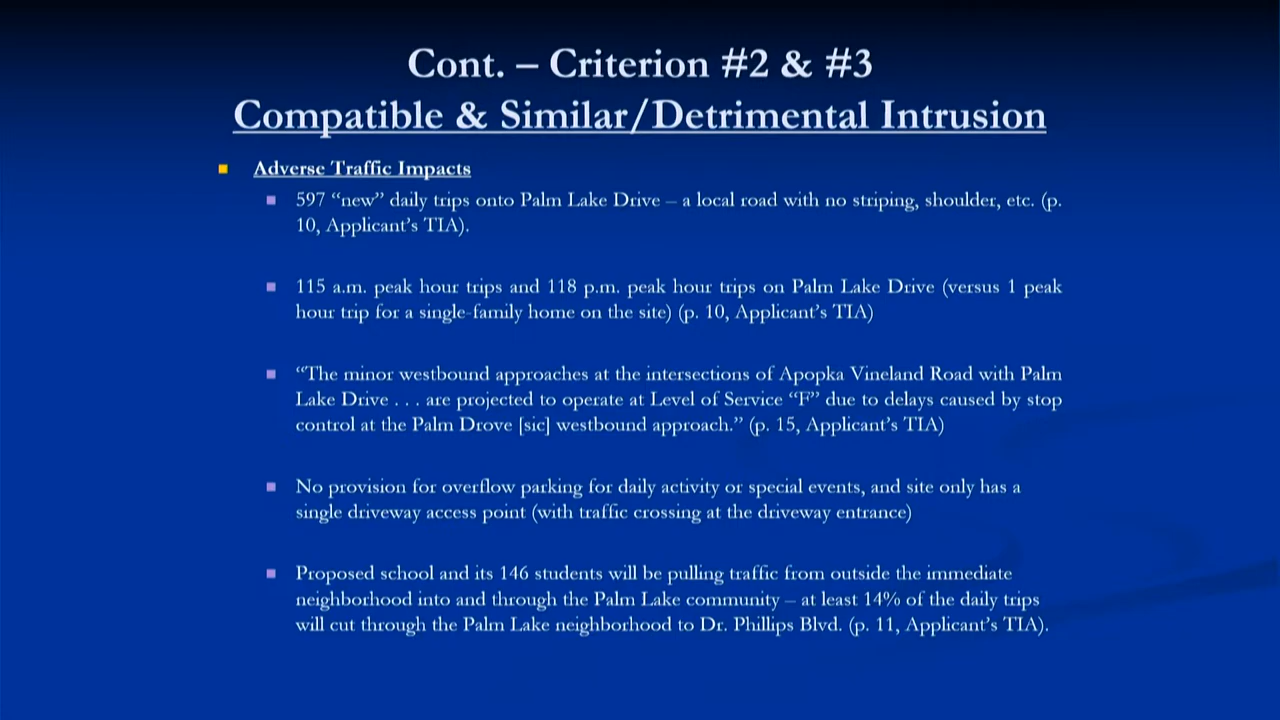 Cont. – Criterion #2 & #3
Compatible & Similar/Detrimental Intrusion
Adverse Traffic Impacts
597 “new” daily trips onto Palm Lake Drive – a local road with no striping, shoulder, etc. (p.
10, Applicant’s TIA).
115 a.m. peak hour trips and 118 p.m. peak hour trips on Palm Lake Drive (versus 1 peak
hour trip for a single-family home on the site) (p. 10, Applicant’s TIA)
“The minor westbound approaches at the intersections of Apopka Vineland Road with Palm
Lake Drive . . . are projected to operate at Level of Service “F” due to delays caused by stop
control at the Palm Drove [sic] westbound approach.” (p. 15, Applicant’s TIA)
No provision for overflow parking for daily activity or special events, and site only has a
single driveway access point (with traffic crossing at the driveway entrance)
Proposed school and its 146 students will be pulling traffic from outside the immediate
neighborhood into and through the Palm Lake community – at least 14% of the daily trips
will cut through the Palm Lake neighborhood to Dr. Phillips Blvd. (p. 11, Applicant’s TIA).